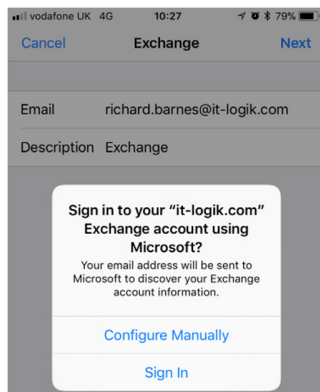 vodafone UK 4G 10:27 79%
Cancel Exchange Next
Email richard.barnes@it-logik.com
Description Exchange
Sign in to your “it-logik.com”
Exchange account using
Microsoft?
Your email address will be sent to
Microsoft to discover your Exchange
account information.
Configure Manually
Sign In